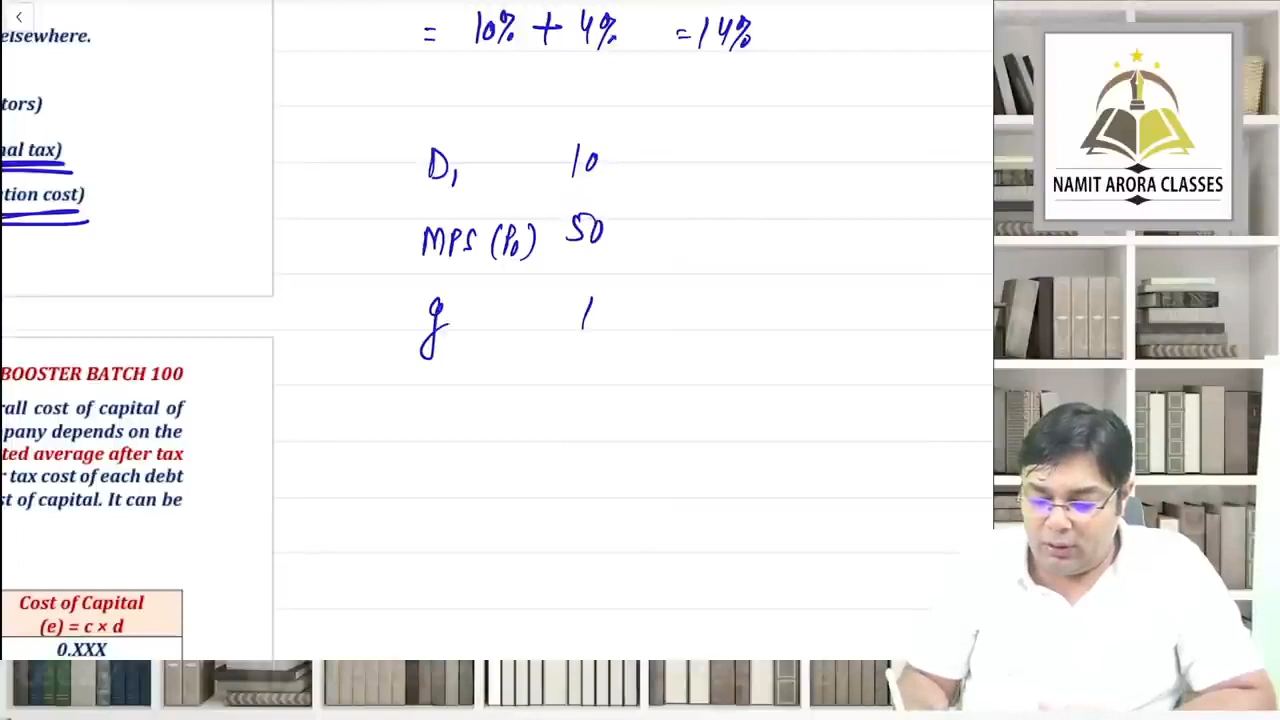 elsewhere.
= 10% + 4% = 14%
tors)
nal tax)
tion cost)
D₁ 10
MPS (P₀) 50
g 1
BOOSTER BATCH 100
rall cost of capital of
pany depends on the
ted average after tax
r tax cost of each debt
st of capital. It can be
Cost of Capital
(e) = c × d
0.XXX
NAMIT ARORA CLASSES